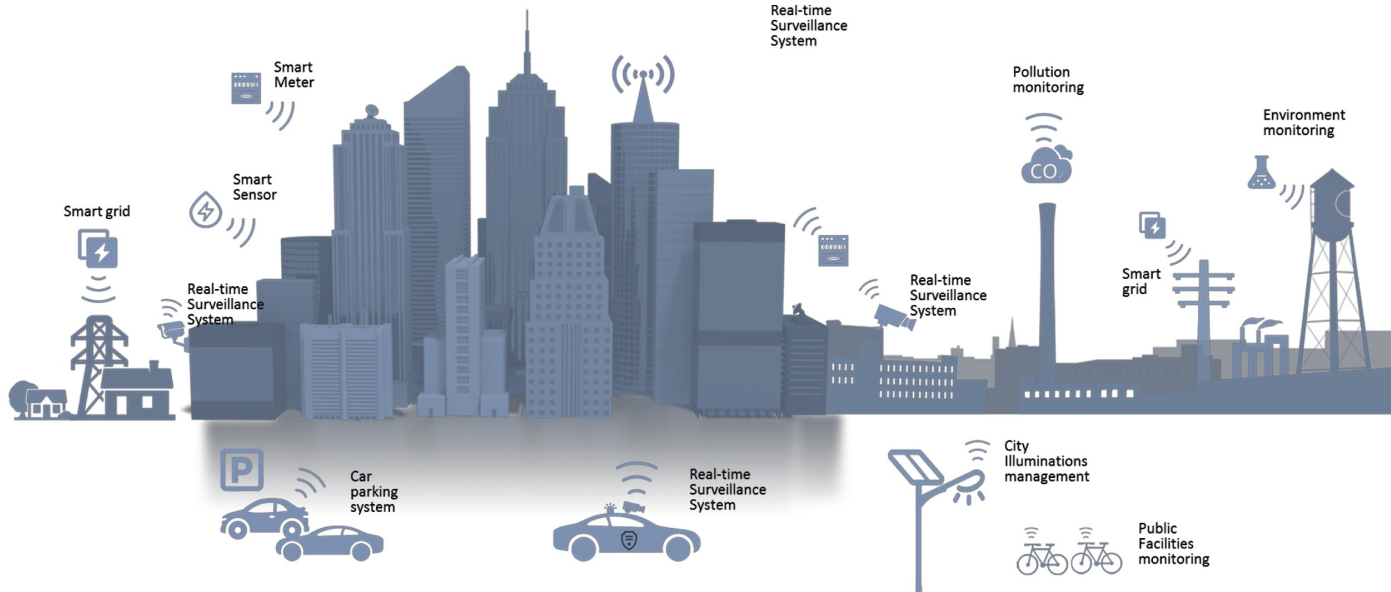 Real-time
Surveillance
System
Smart
Meter
Pollution
monitoring
Environment
monitoring
CO
Smart
Sensor
Smart grid
Smart
grid
Real-time
Surveillance
System
Real-time
Surveillance
System
P
Car
parking
system
Real-time
Surveillance
System
City
Illuminations
management
Public
Facilities
monitoring